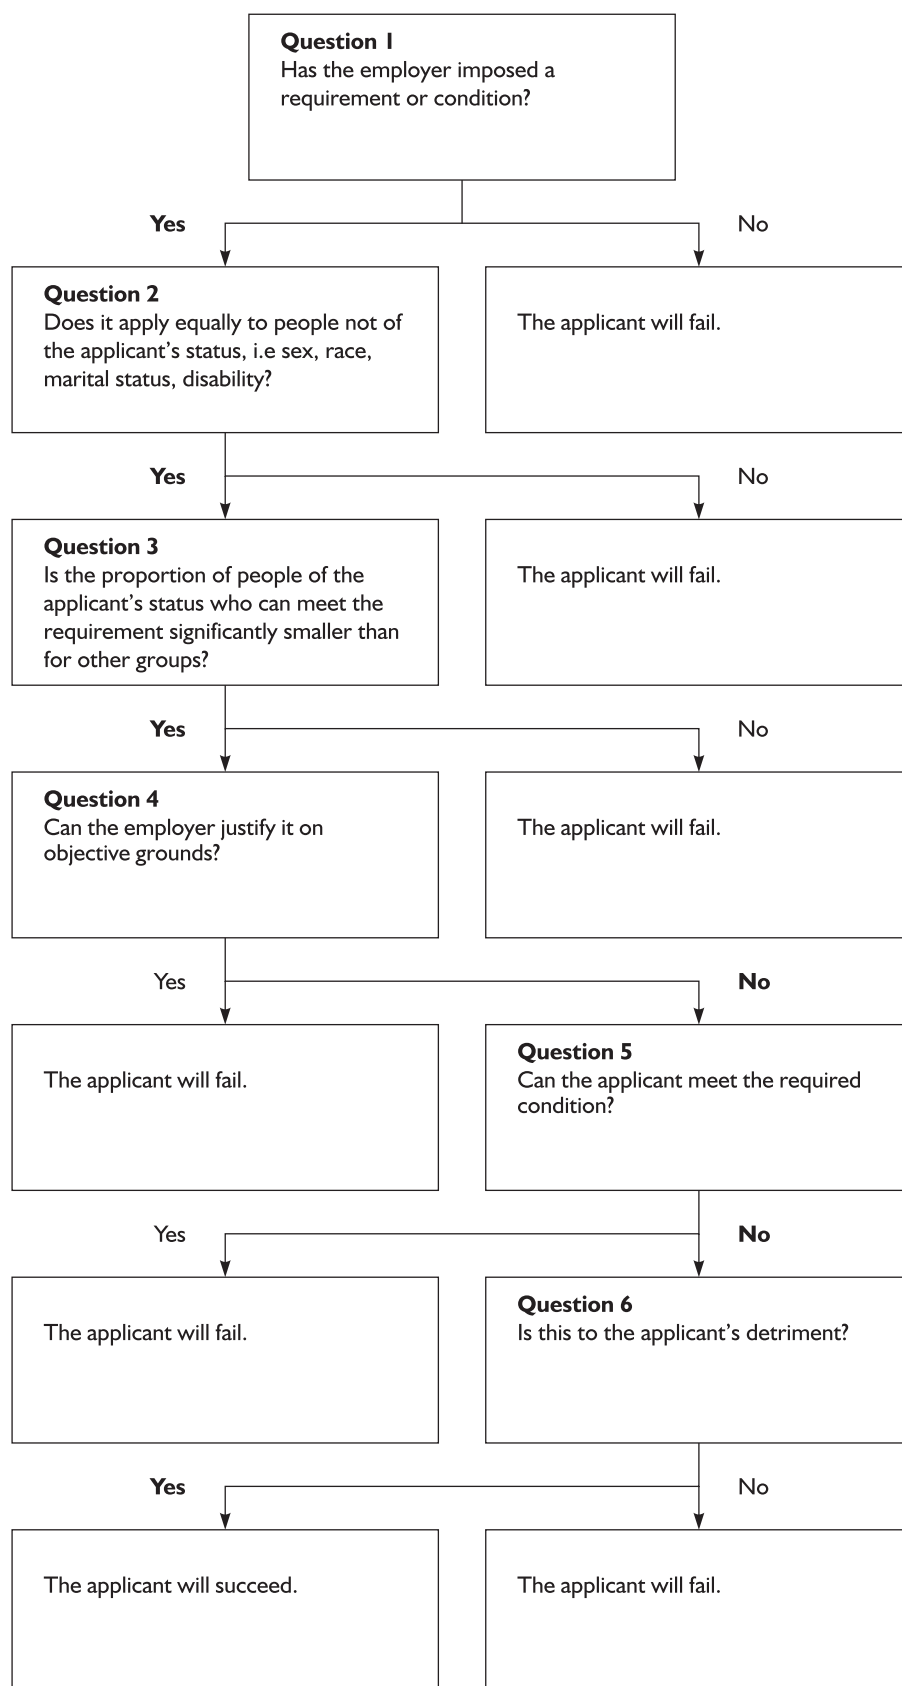 Question 1
Has the employer imposed a
requirement or condition?
Yes
No
Question 2
Does it apply equally to people not of
the applicant’s status, i.e sex, race,
marital status, disability?
The applicant will fail.
Yes
No
Question 3
Is the proportion of people of the
applicant’s status who can meet the
requirement significantly smaller than
for other groups?
The applicant will fail.
Yes
No
Question 4
Can the employer justify it on
objective grounds?
The applicant will fail.
Yes
No
The applicant will fail.
Question 5
Can the applicant meet the required
condition?
Yes
No
The applicant will fail.
Question 6
Is this to the applicant’s detriment?
Yes
No
The applicant will succeed.
The applicant will fail.